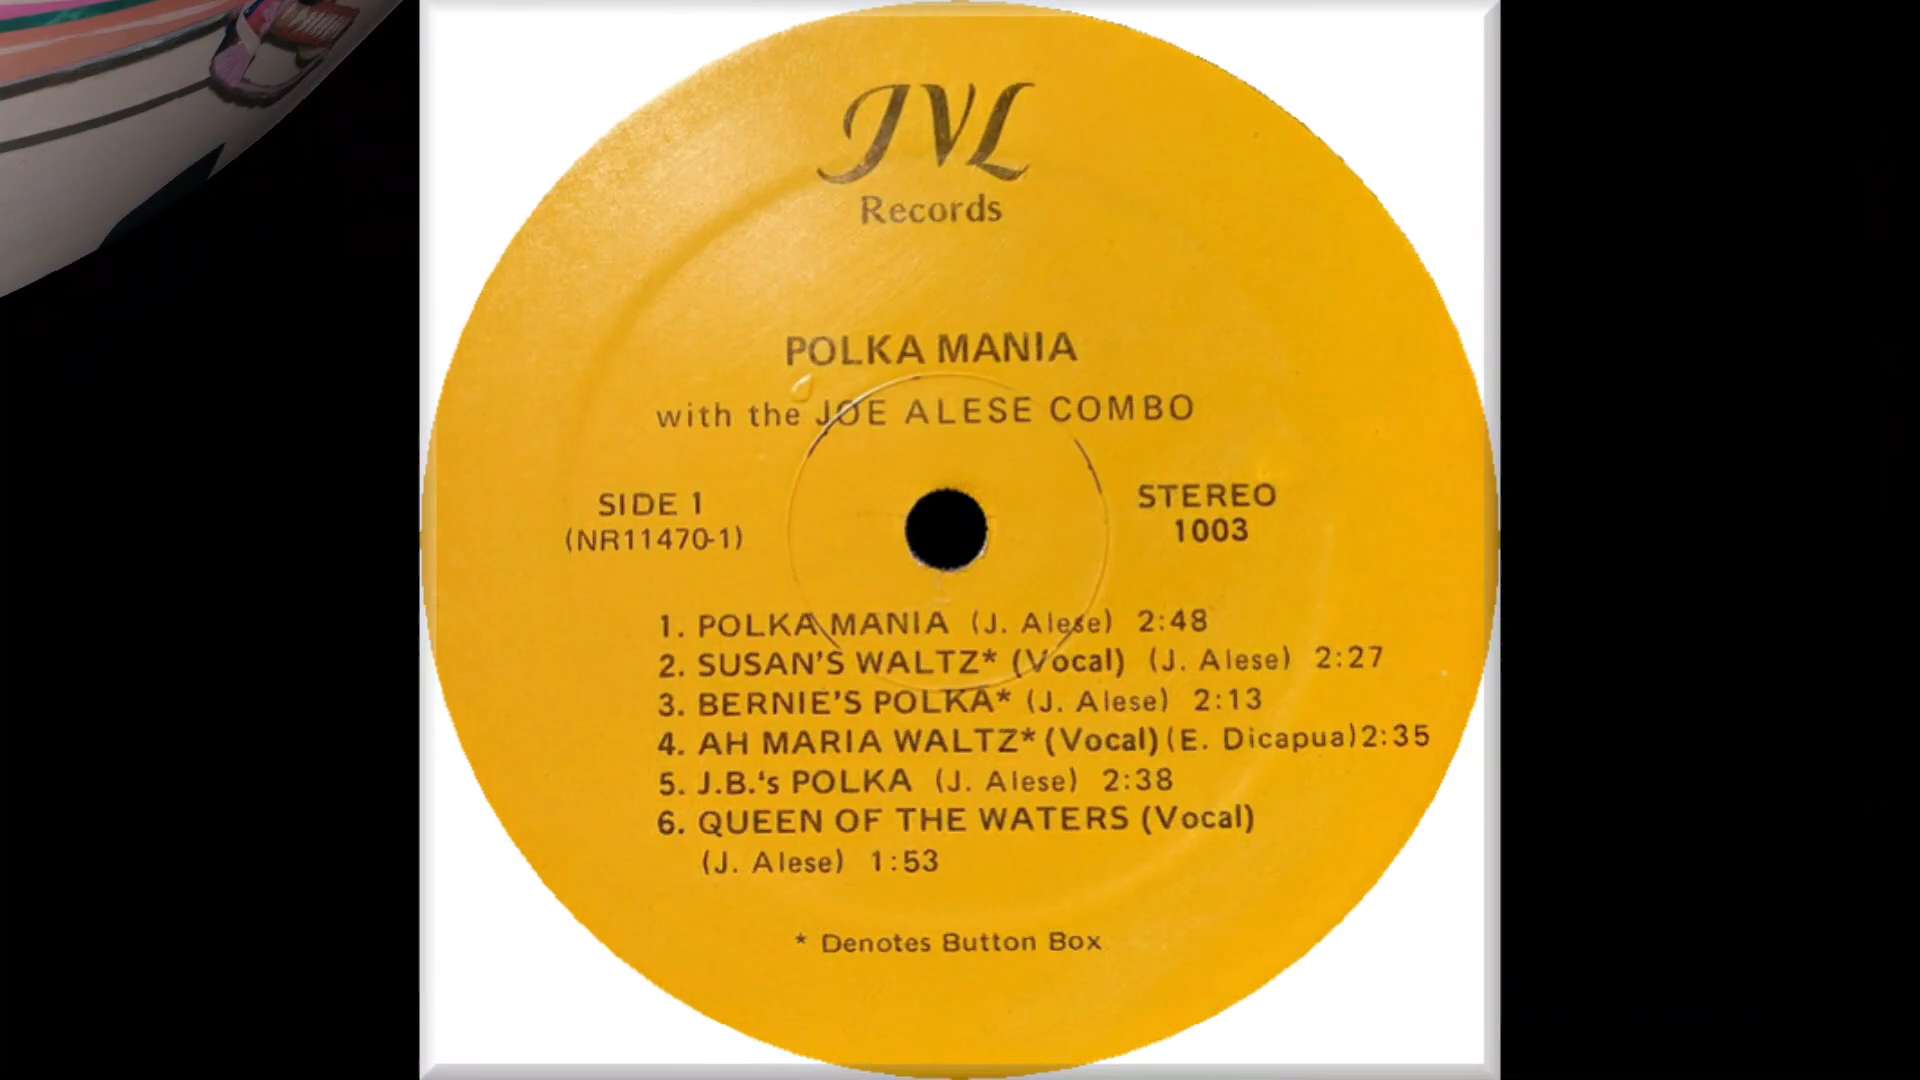 JVL
Records
POLKA MANIA
with the JOE ALESE COMBO
SIDE 1
(NR11470-1)
STEREO
1003
1. POLKA MANIA (J. Alese) 2:48
2. SUSAN'S WALTZ* (Vocal) (J. Alese) 2:27
3. BERNIE'S POLKA* (J. Alese) 2:13
4. AH MARIA WALTZ* (Vocal) (E. Dicapua) 2:35
5. J.B.'s POLKA (J. Alese) 2:38
6. QUEEN OF THE WATERS (Vocal)
(J. Alese) 1:53
* Denotes Button Box